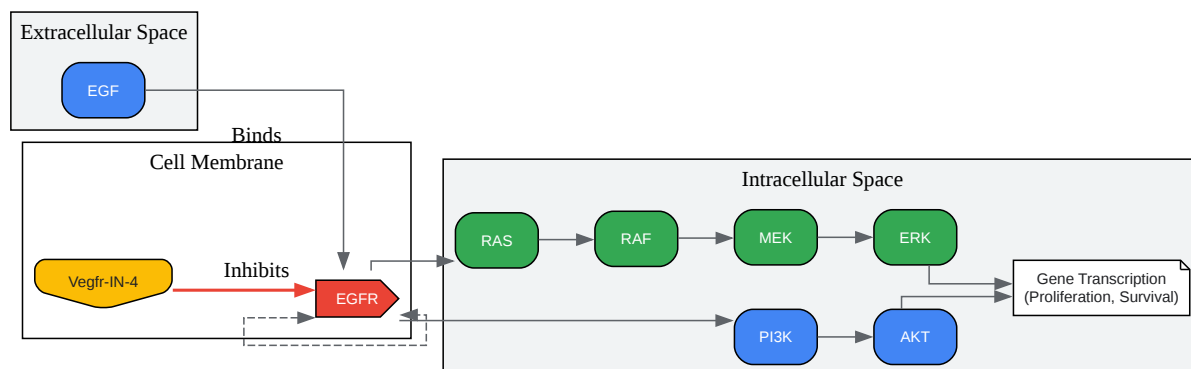 Extracellular Space
EGF
Binds
Cell Membrane
Intracellular Space
RAS
RAF
MEK
ERK
Inhibits
Vegfr-IN-4
EGFR
Gene Transcription
(Proliferation, Survival)
PI3K
AKT